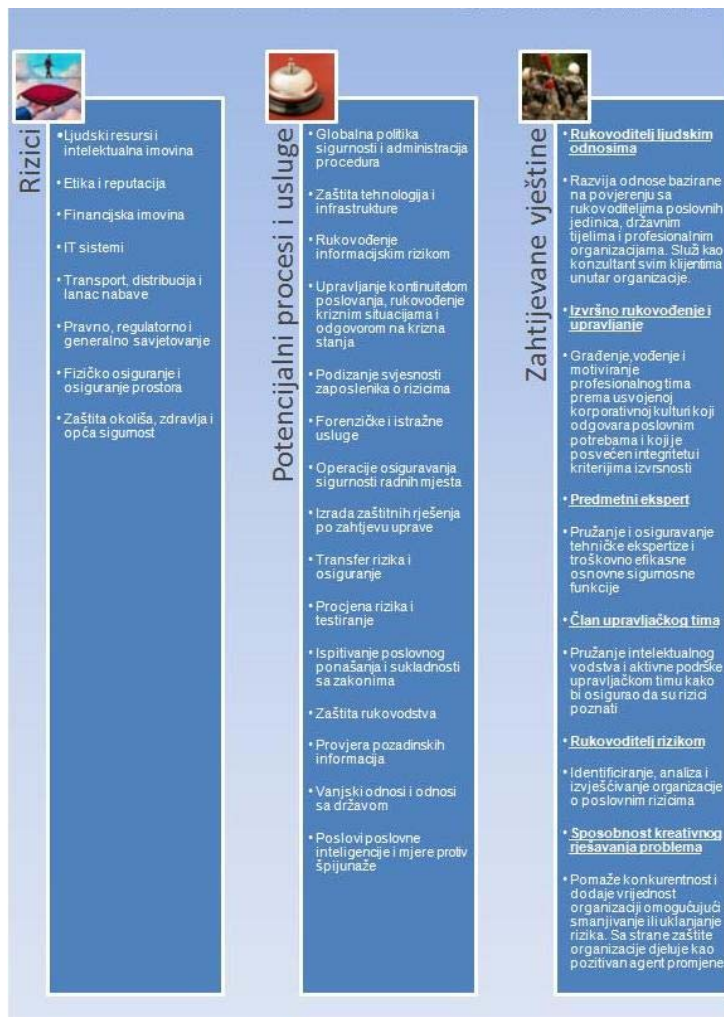 Rizici
•Ljudski resursi i
intelektualna imovina
• Etika i reputacija
• Financijska imovina
• IT sistemi
• Transport, distribucija i
lanac nabave
• Pravno, regulatorno i
generalno savjetovanje
• Fizičko osiguranje i
osiguranje prostora
• Zaštita okoliša, zdravlja i
opća sigurnost
Potencijalni procesi i usluge
• Globalna politika
sigurnosti i administracija
procedura
• Zaštita tehnologija i
infrastrukture
• Rukovođenje
informacijskim rizikom
• Upravljanje kontinuitetom
poslovanja, rukovođenje
kriznim situacijama i
odgovorom na krizna
stanja
• Podizanje svjesnosti
zaposlenika o rizicima
• Forenzičke i istražne
usluge
• Operacije osiguravanja
sigurnosti radnih mjesta
• Izrada zaštitnih rješenja
po zahtjevu uprave
• Transfer rizika i
osiguranje
• Procjena rizika i
testiranje
• Ispitivanje poslovnog
ponašanja i sukladnosti
sa zakonima
• Zaštita rukovodstva
• Provjera pozadinskih
informacija
• Vanjski odnosi i odnosi
sa državom
• Poslovi poslovne
inteligencije i mjere protiv
špijunaže
Zahtijevane vještine
• Rukovoditelj ljudskim
odnosima
• Razvija odnose bazirane
na povjerenju sa
rukovoditeljima poslovnih
jedinica, državnim
tijelima i profesionalnim
organizacijama. Služi kao
konzultant svim klijentima
unutar organizacije.
• Izvršno rukovođenje i
upravljanje
• Građenje,vođenje i
motiviranje
profesionalnog tima
prema usvojenoj
korporativnoj kulturi koji
odgovara poslovnim
potrebama i koji je
posvećen integritetu i
kriterijima izvrsnosti
• Predmetni ekspert
• Pružanje i osiguravanje
tehničke ekspertize i
troškovno efikasne
osnovne sigurnosne
funkcije
• Član upravljačkog tima
• Pružanje intelektualnog
vodstva i aktivne podrške
upravljačkom timu kako
bi osigurao da su rizici
poznati
• Rukovoditelj rizikom
• Identificiranje, analiza i
izvješćivanje organizacije
o poslovnim rizicima
• Sposobnost kreativnog
rješavanja problema
• Pomaže konkurentnost i
dodaje vrijednost
organizaciji omogućujući
smanjivanje ili uklanjanje
rizika. Sa strane zaštite
organizacije djeluje kao
pozitivan agent promjene